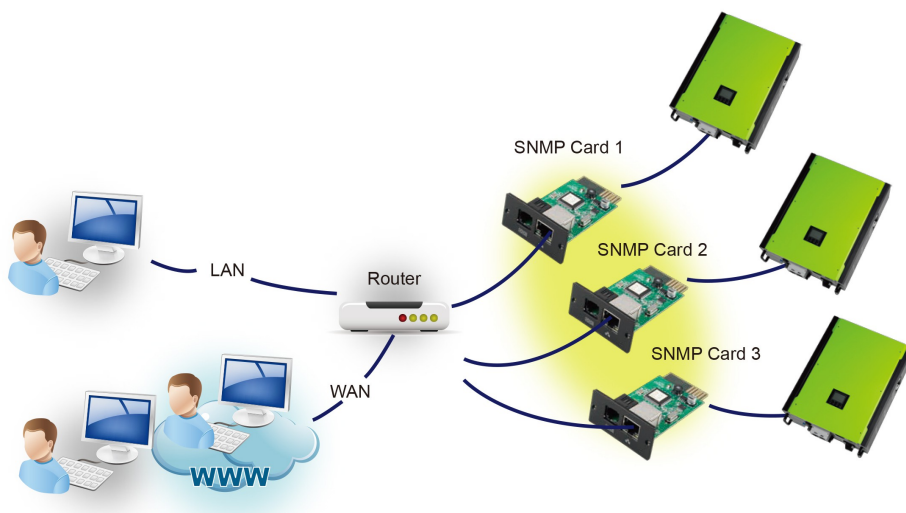 SNMP Card 1
SNMP Card 2
LAN
Router
SNMP Card 3
WAN
WWW